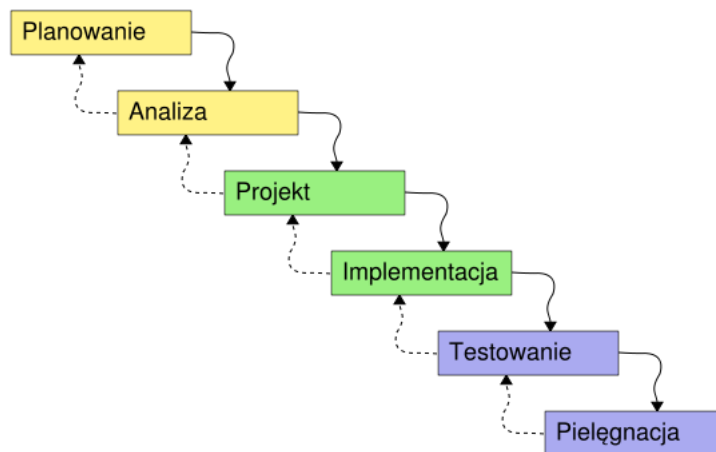 Planowanie
Analiza
Projekt
Implementacja
Testowanie
Pielęgnacja